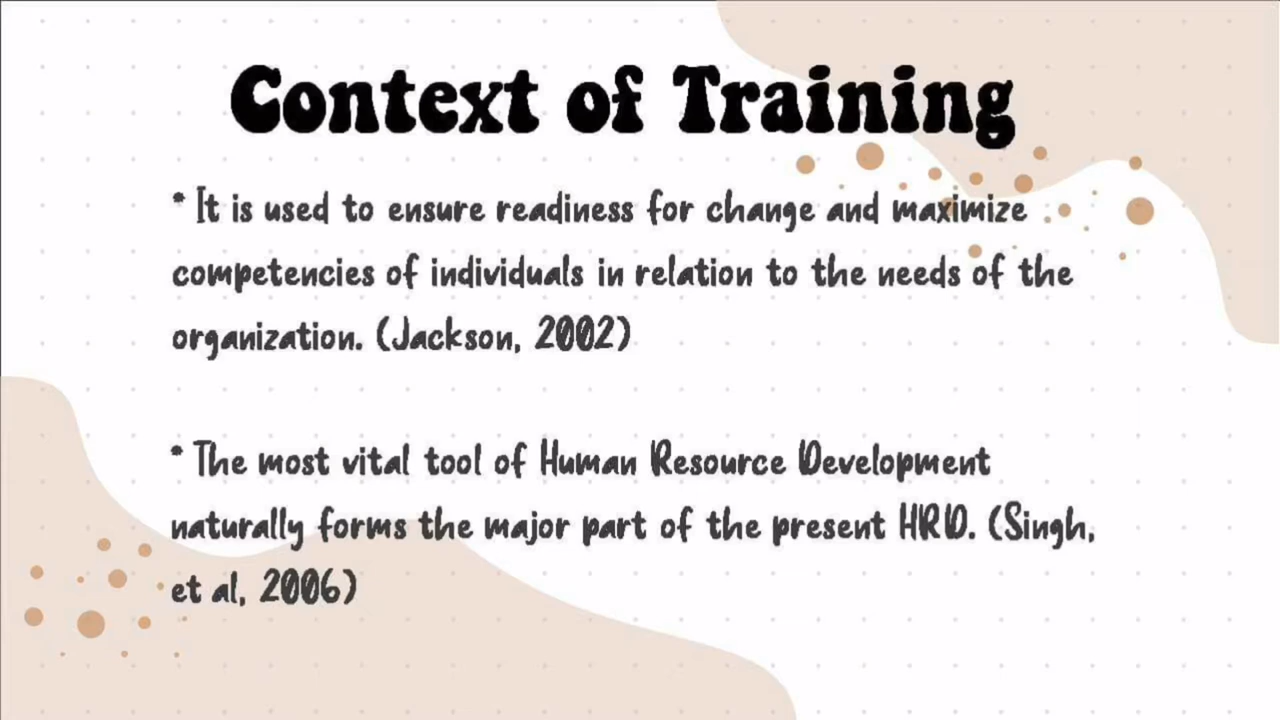 Context of Training
* It is used to ensure readiness for change and maximize
competencies of individuals in relation to the needs of the
organization. (Jackson, 2002)
* The most vital tool of Human Resource Development
naturally forms the major part of the present HRD. (Singh,
et al, 2006)